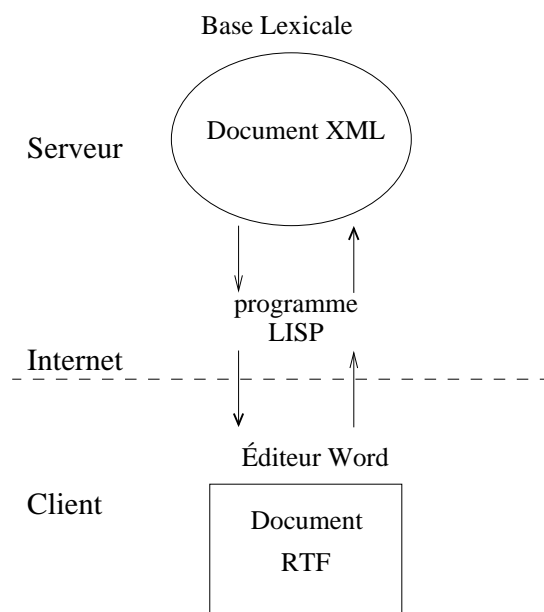 Base Lexicale
Document XML
Serveur
programme
LISP
Internet
Éditeur Word
Client
Document
RTF